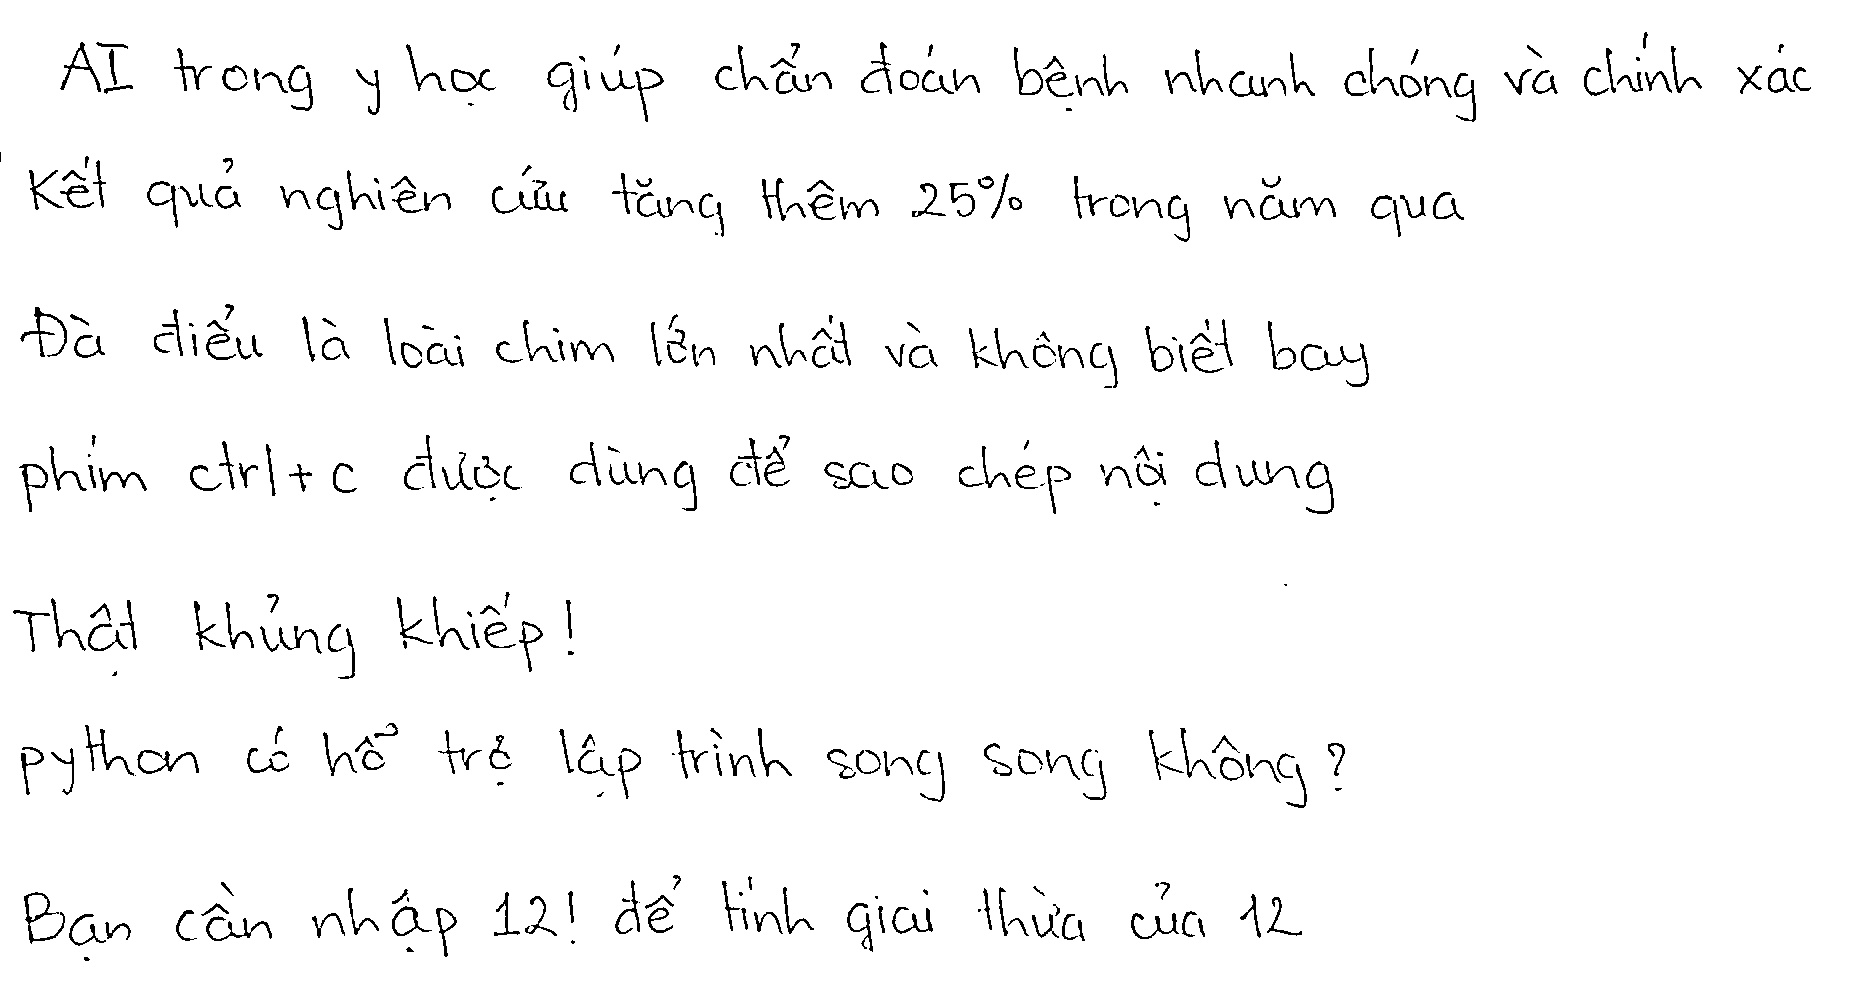 AI trong y học giúp chẩn đoán bệnh nhanh chóng và chính xác
Kết quả nghiên cứu tăng thêm 25% trong năm qua
Đà điểu là loài chim lớn nhất và không biết bay
phím ctrl+c được dùng để sao chép nội dung
Thật khủng khiếp!
python có hỗ trợ lập trình song song không?
Bạn cần nhập 12! để tính giai thừa của 12